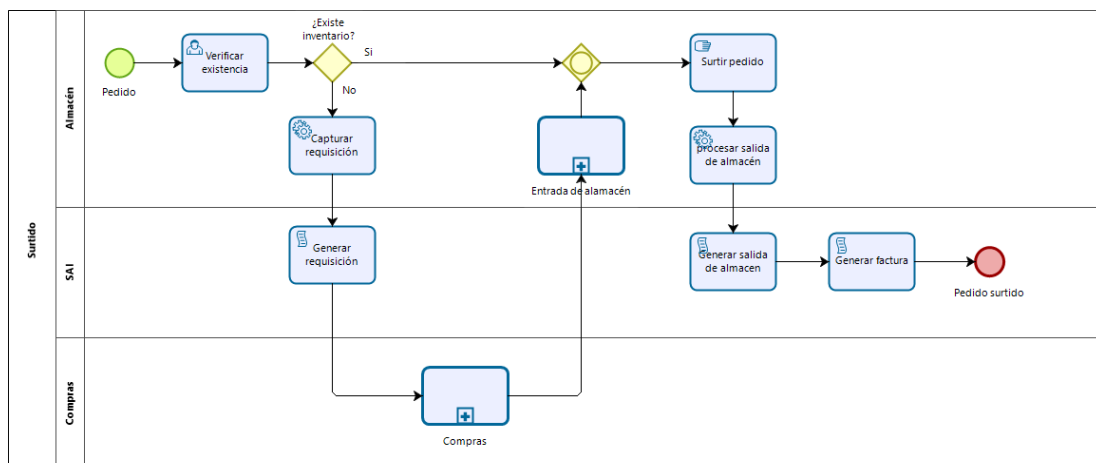 Surtido
Almacén
Pedido
Verificar
existencia
¿Existe
inventario?
Si
No
Capturar
requisición
Entrada de alamacén
Surtir pedido
procesar salida
de almacén
SAI
Generar
requisición
Generar salida
de almacen
Generar factura
Pedido surtido
Compras
Compras